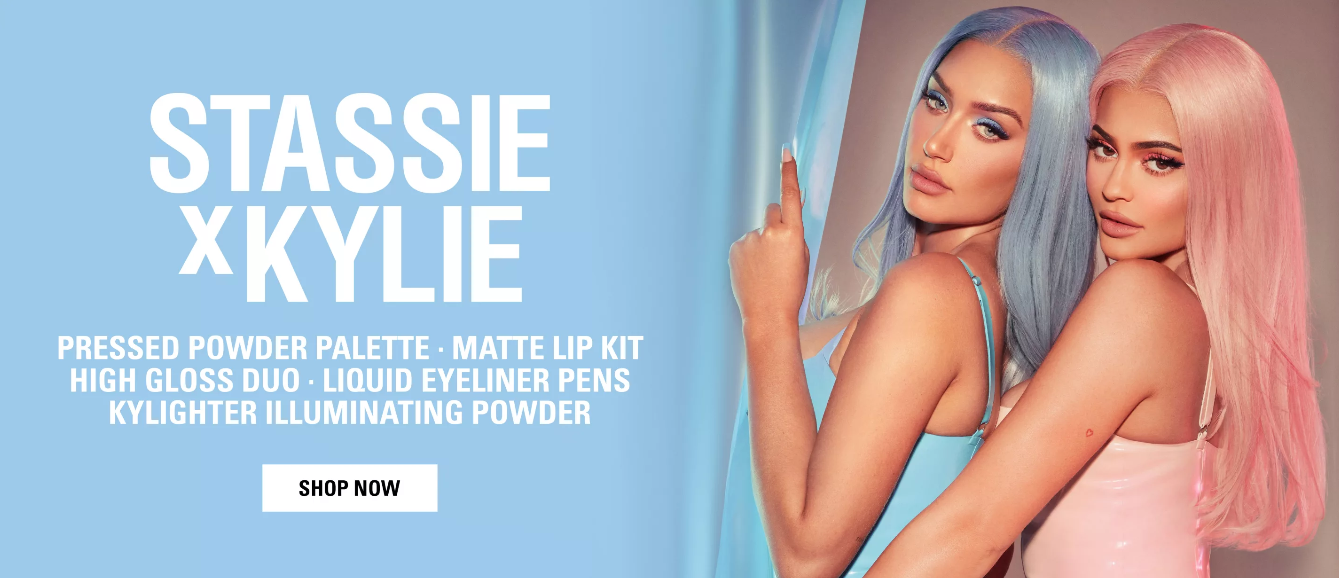 STASSIE
XKYLIE
PRESSED POWDER PALETTE · MATTE LIP KIT
HIGH GLOSS DUO · LIQUID EYELINER PENS
KYLIGHTER ILLUMINATING POWDER
SHOP NOW